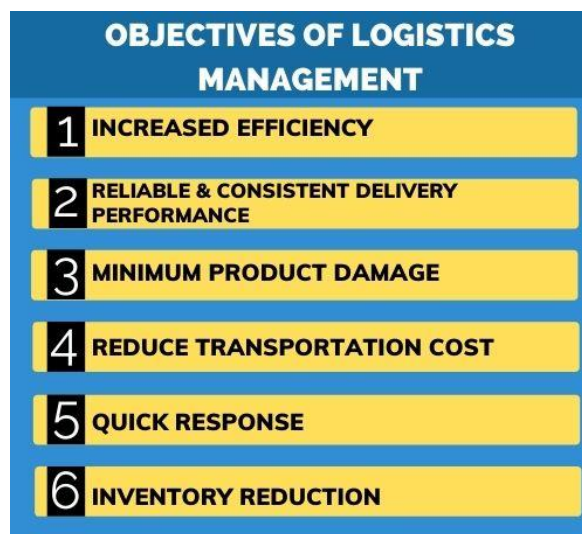 OBJECTIVES OF LOGISTICS
MANAGEMENT
1 INCREASED EFFICIENCY
2 RELIABLE & CONSISTENT DELIVERY
PERFORMANCE
3 MINIMUM PRODUCT DAMAGE
4 REDUCE TRANSPORTATION COST
5 QUICK RESPONSE
6 INVENTORY REDUCTION